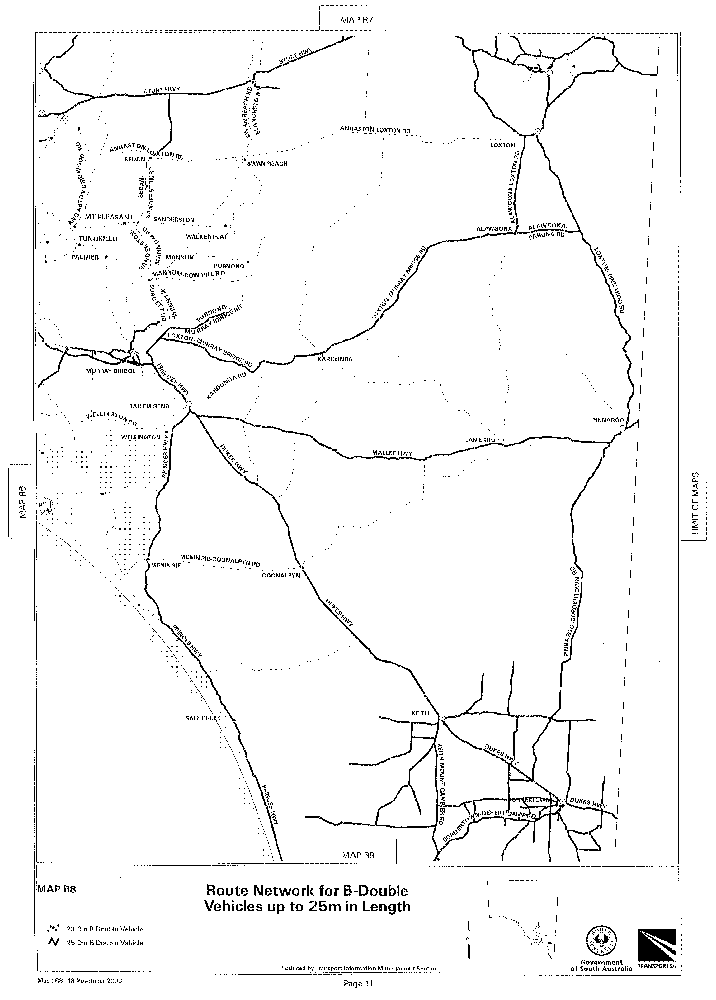 MAP R7
STURT HWY
STURT HWY
SWAN REACH RD
BLANCHETOWN-
ANGASTON-LOXTON RD
LOXTON
ANGASTON-LOXTON RD
SEDAN
SWAN REACH
ANGASTON-BIRDWOOD RD
SEDAN-
SANDERSTON RD
ALAWOONA LOXTON RD
MT PLEASANT
SANDERSTON
ALAWOONA
ALAWOONA-
PARUNA RD
TUNGKILLO
WALKER FLAT
SANDERSTON-
MANNUM RD
PALMER
MANNUM
MANNUM
PURNONG
MANNUM-BOW HILL RD
LOXTON-MURRAY BRIDGE RD
LOXTON-PINNAROO RD
BURDETT RD
MANNUM-
PURNONG-
MURRAY BRIDGE RD
LOXTON-MURRAY BRIDGE RD
KAROONDA
MURRAY BRIDGE
PRINCES HWY
KAROONDA RD
TAILEM BEND
WELLINGTON RD
PINNAROO
WELLINGTON
LAMEROO
PRINCES HWY
DUKES HWY
MALLEE HWY
MAP R6
LIMIT OF MAPS
MENINGIE-COONALPYN RD
MENINGIE
COONALPYN
PINNAROO-BORDERTOWN RD
DUKES HWY
PRINCES HWY
KEITH
SALT CREEK
DUKES HWY
KEITH-MOUNT GAMBIER RD
PRINCES HWY
BORDERTOWN
DUKES HWY
BORDERTOWN-DESERT CAMP RD
MAP R9
MAP R8
Route Network for B-Double
Vehicles up to 25m in Length
23.0m B Double Vehicle
25.0m B Double Vehicle
N
R8
SOUTH
AUSTRALIA
Government
of South Australia
TRANSPORT SA
Produced by Transport Information Management Section
Map : R8 - 13 November 2003
Page 11